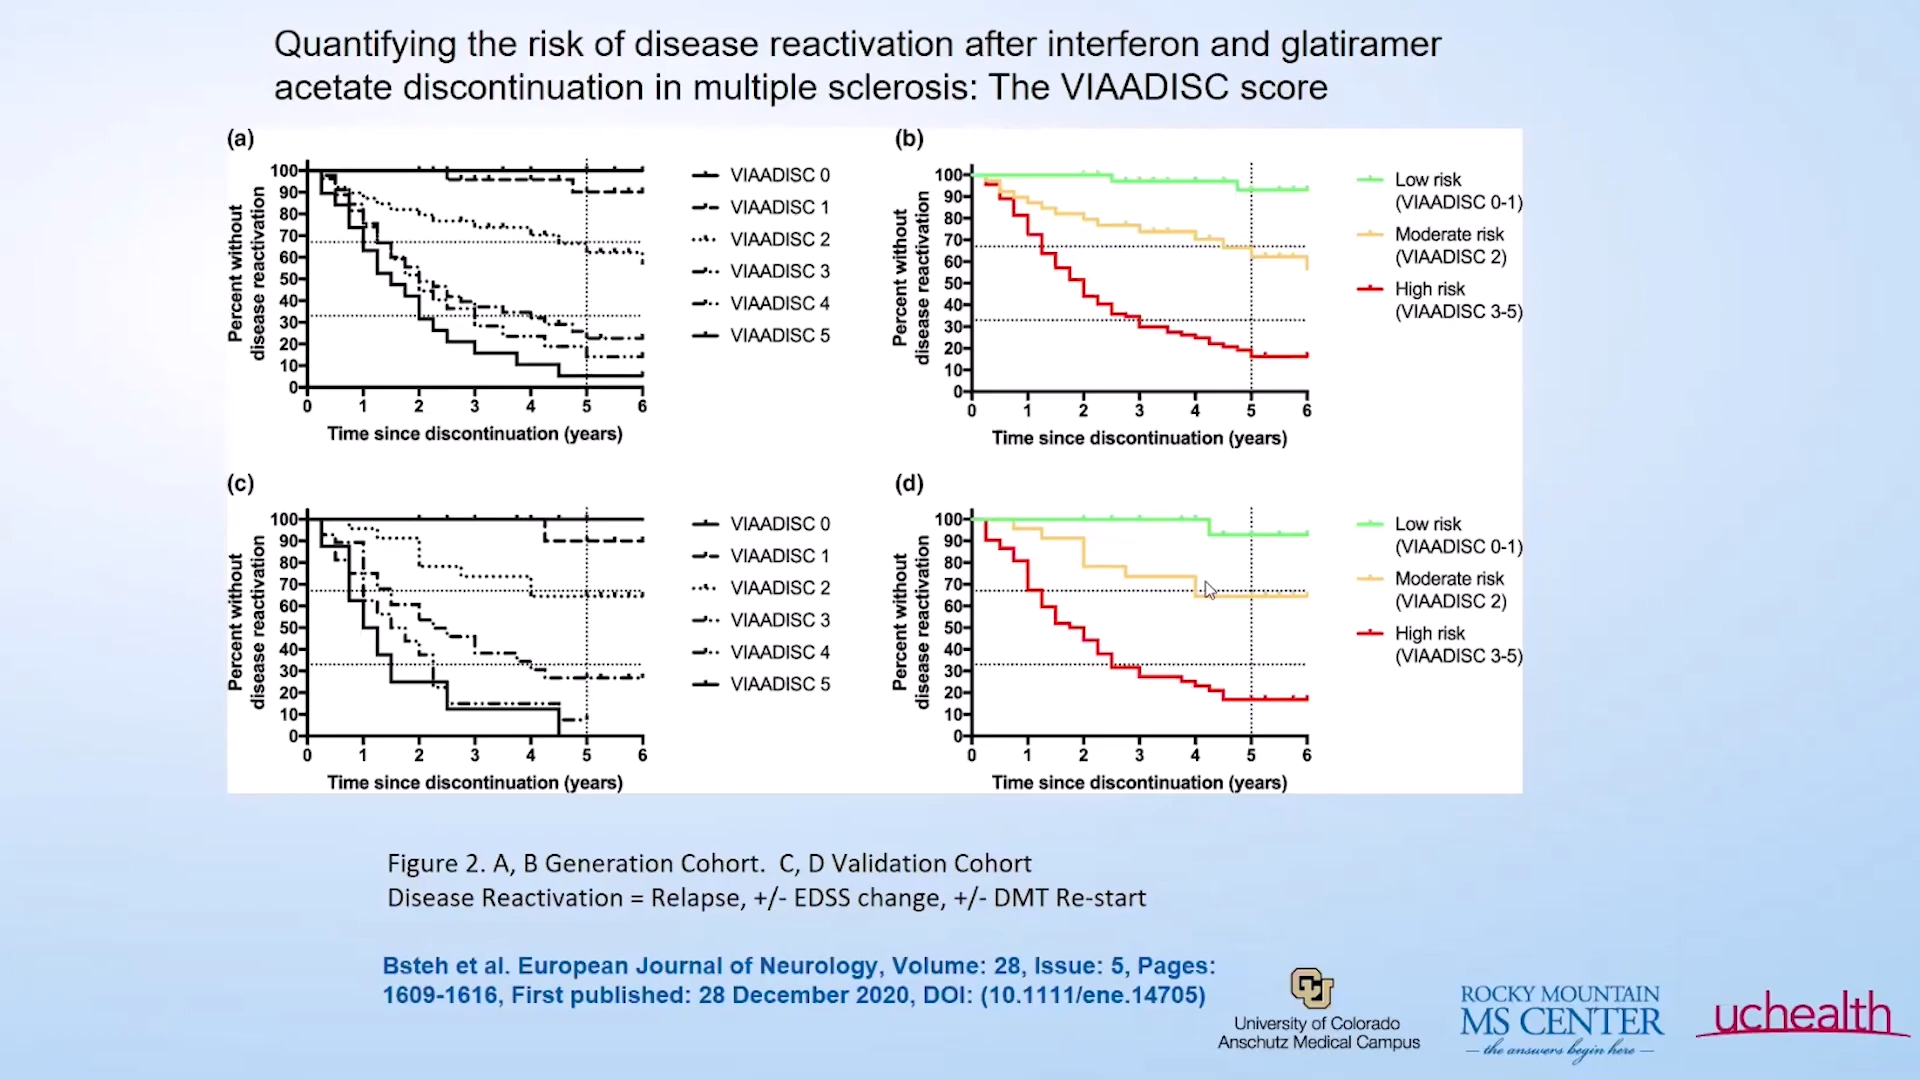 Quantifying the risk of disease reactivation after interferon and glatiramer
acetate discontinuation in multiple sclerosis: The VIAADISC score
(a)
Percent without
disease reactivation
100
90
80
70
60
50
40
30
20
10
0
0 1 2 3 4 5 6
Time since discontinuation (years)
VIAADISC 0
VIAADISC 1
VIAADISC 2
VIAADISC 3
VIAADISC 4
VIAADISC 5
(b)
Percent without
disease reactivation
100
90
80
70
60
50
40
30
20
10
0
0 1 2 3 4 5 6
Time since discontinuation (years)
Low risk
(VIAADISC 0-1)
Moderate risk
(VIAADISC 2)
High risk
(VIAADISC 3-5)
(c)
Percent without
disease reactivation
100
90
80
70
60
50
40
30
20
10
0
0 1 2 3 4 5 6
Time since discontinuation (years)
VIAADISC 0
VIAADISC 1
VIAADISC 2
VIAADISC 3
VIAADISC 4
VIAADISC 5
(d)
Percent without
disease reactivation
100
90
80
70
60
50
40
30
20
10
0
0 1 2 3 4 5 6
Time since discontinuation (years)
Low risk
(VIAADISC 0-1)
Moderate risk
(VIAADISC 2)
High risk
(VIAADISC 3-5)
Figure 2. A, B Generation Cohort. C, D Validation Cohort
Disease Reactivation = Relapse, +/- EDSS change, +/- DMT Re-start
Bsteh et al. European Journal of Neurology, Volume: 28, Issue: 5, Pages:
1609-1616, First published: 28 December 2020, DOI: (10.1111/ene.14705)
CU
University of Colorado
Anschutz Medical Campus
ROCKY MOUNTAIN
MS CENTER
— the answers begin here —
uchealth